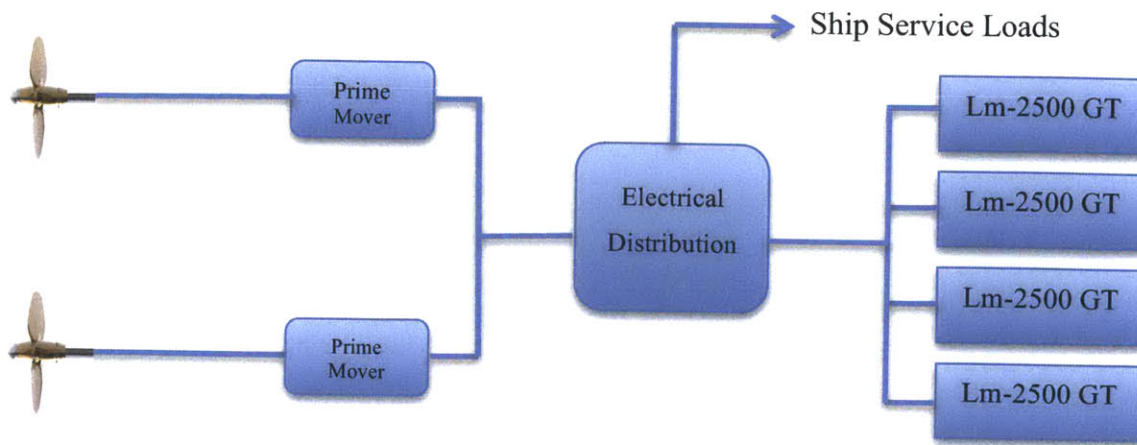 Ship Service Loads
Prime
Mover
Electrical
Distribution
Prime
Mover
Lm-2500 GT
Lm-2500 GT
Lm-2500 GT
Lm-2500 GT